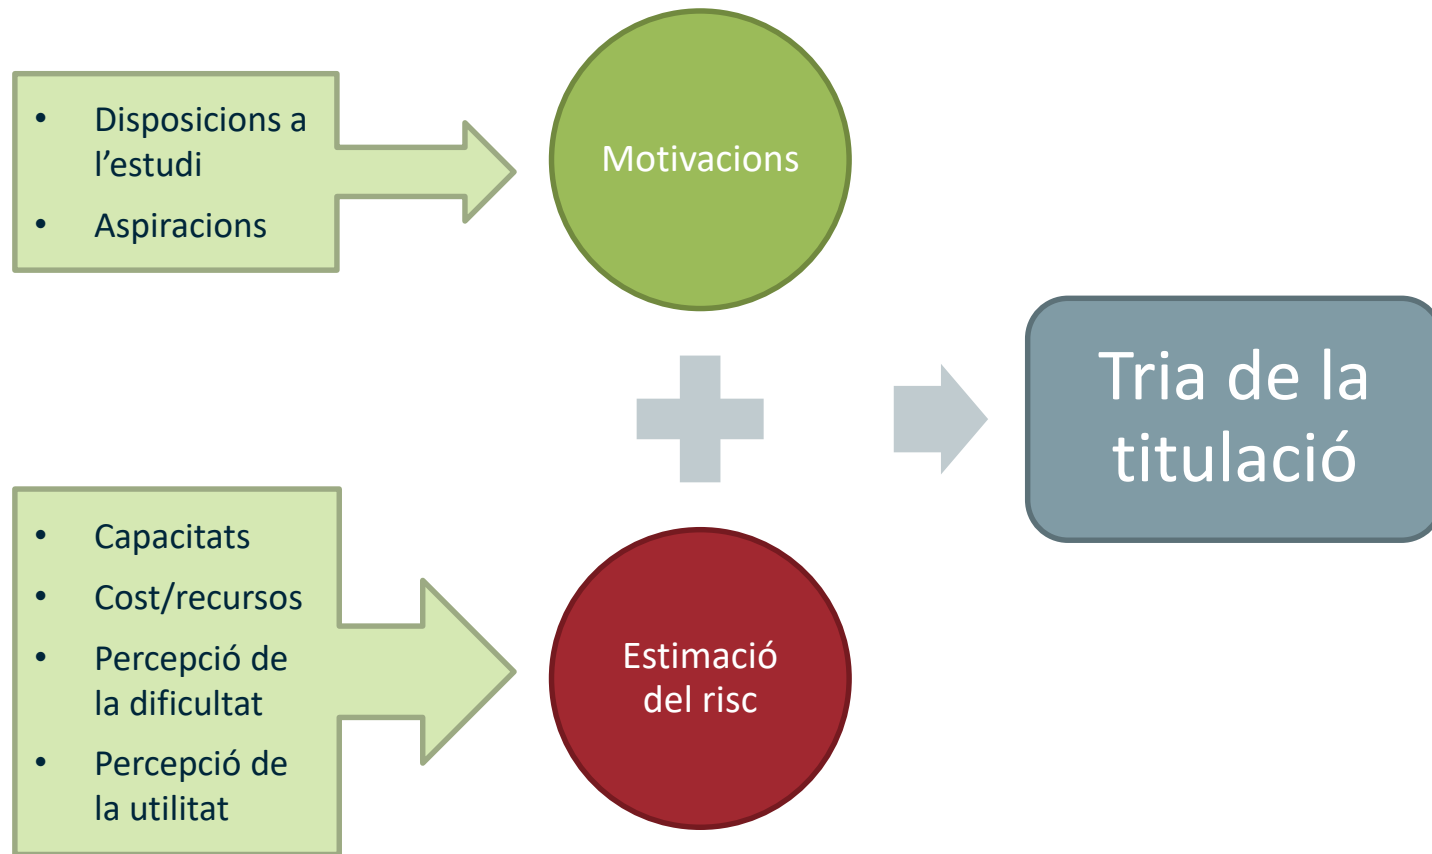 • Disposicions a
l’estudi
• Aspiracions
Motivacions
Tria de la
titulació
• Capacitats
• Cost/recursos
• Percepció de
la dificultat
• Percepció de
la utilitat
Estimació
del risc